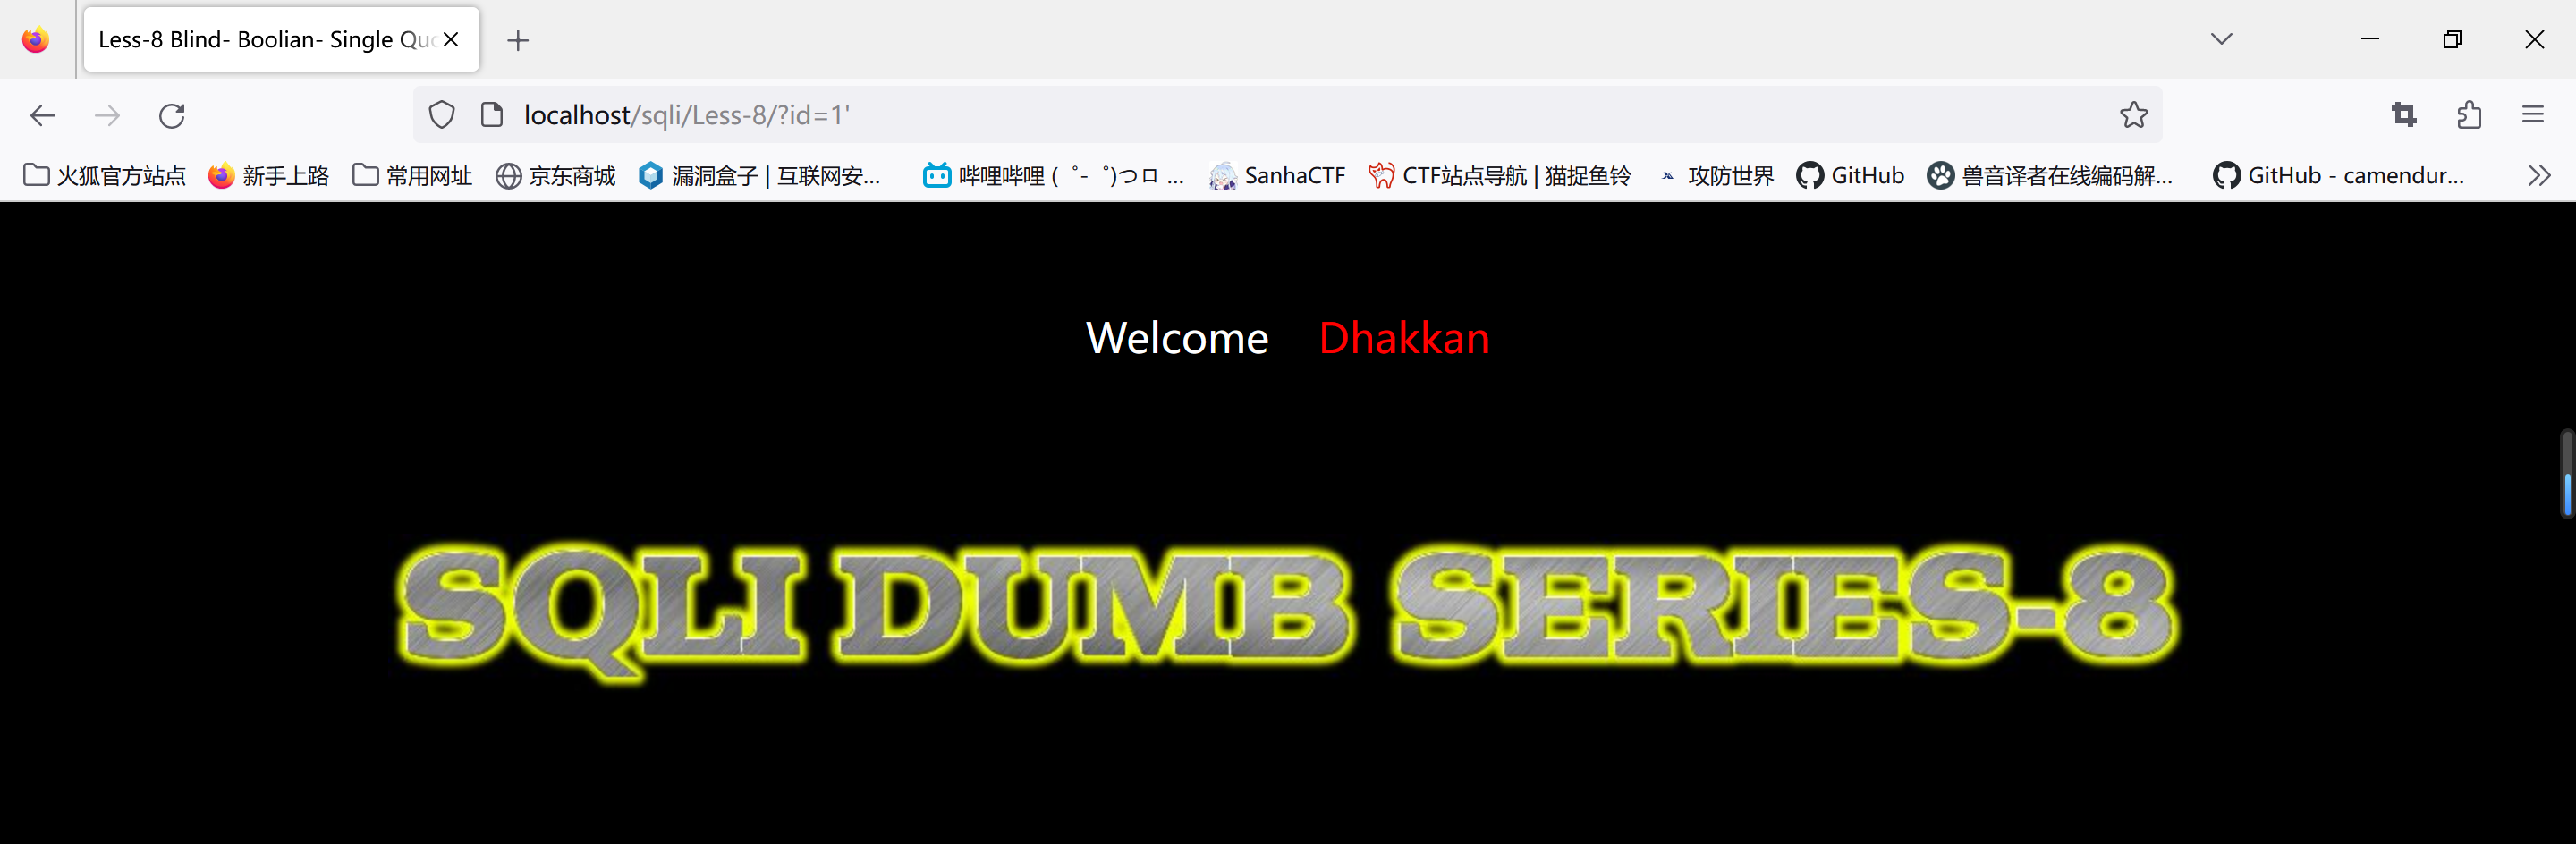 Less-8 Blind- Boolian- Single Quo
localhost/sqli/Less-8/?id=1'
火狐官方站点 新手上路 常用网址 京东商城 漏洞盒子 | 互联网安... 哔哩哔哩 ( ゜- ゜)つロ ... SanhaCTF CTF站点导航 | 猫捉鱼铃 攻防世界 GitHub 兽音译者在线编码解... GitHub - camendur...
Welcome Dhakkan
SQLI DUMB SERIES-8